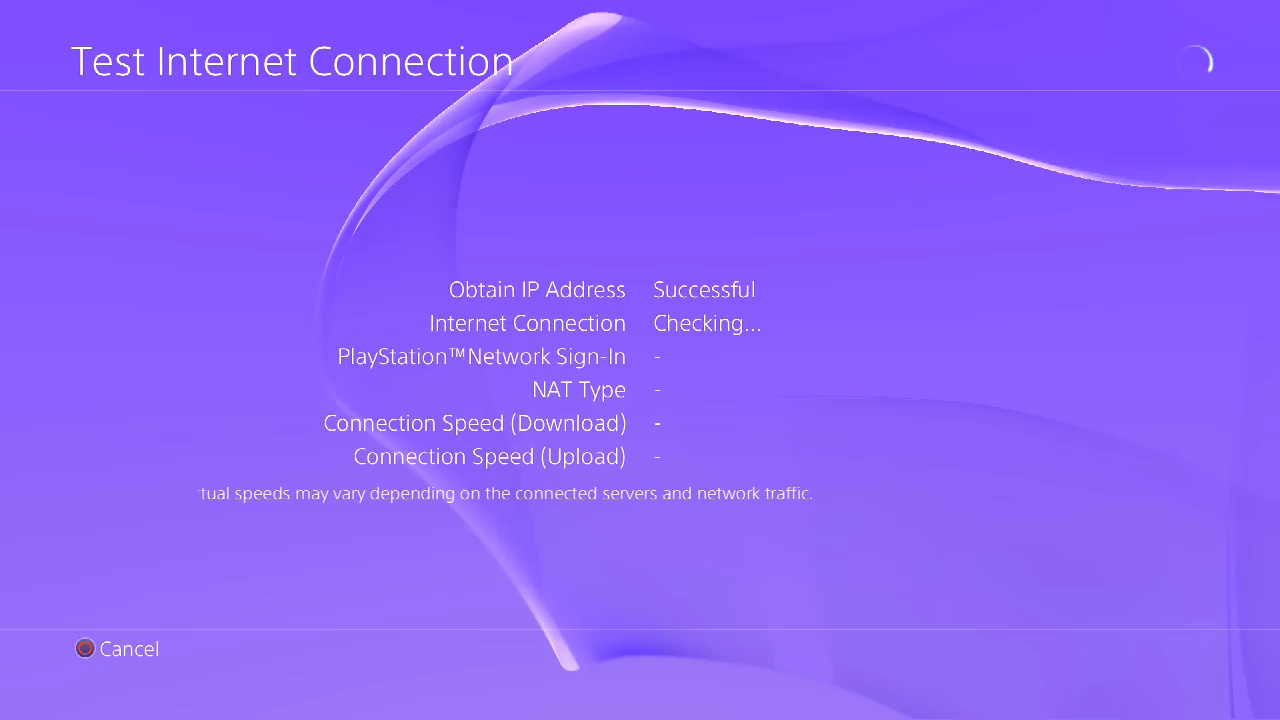 Test Internet Connection
Obtain IP Address Successful
Internet Connection Checking...
PlayStation™Network Sign-In -
NAT Type -
Connection Speed (Download) -
Connection Speed (Upload) -
tual speeds may vary depending on the connected servers and network traffic.
Cancel